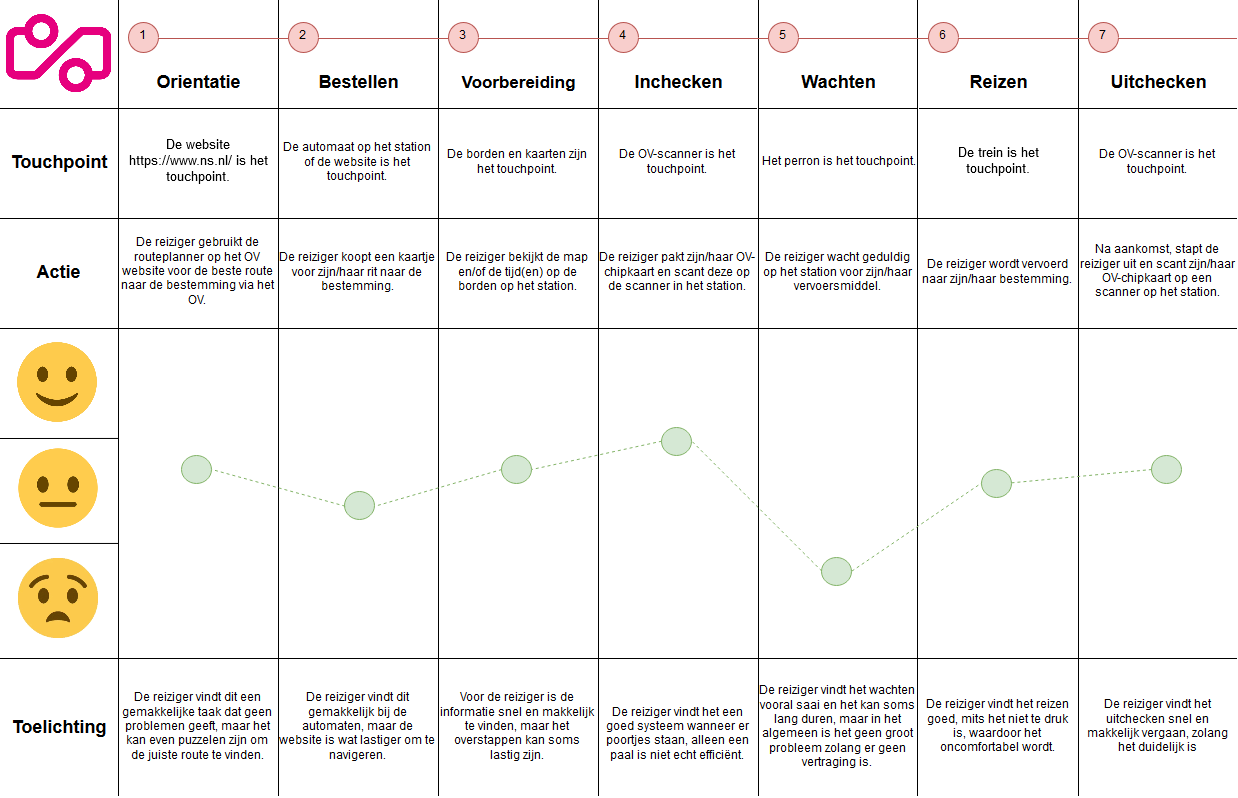 1
2
3
4
5
6
7
Orientatie
Bestellen
Voorbereiding
Inchecken
Wachten
Reizen
Uitchecken
Touchpoint
De website
https://www.ns.nl/ is het
touchpoint.
De automaat op het station
of de website is het
touchpoint.
De borden en kaarten zijn
het touchpoint.
De OV-scanner is het
touchpoint.
Het perron is het touchpoint.
De trein is het
touchpoint.
De OV-scanner is het
touchpoint.
Actie
De reiziger gebruikt de
routeplanner op het OV
website voor de beste route
naar de bestemming via het
OV.
De reiziger koopt een kaartje
voor zijn/haar rit naar de
bestemming.
De reiziger bekijkt de map
en/of de tijd(en) op de
borden op het station.
De reiziger pakt zijn/haar OV-
chipkaart en scant deze op
de scanner in het station.
De reiziger wacht geduldig
op het station voor zijn/haar
vervoersmiddel.
De reiziger wordt vervoerd
naar zijn/haar bestemming.
Na aankomst, stapt de
reiziger uit en scant zijn/haar
OV-chipkaart op een
scanner op het station.
Toelichting
De reiziger vindt dit een
gemakkelijke taak dat geen
problemen geeft, maar het
kan even puzzelen zijn om
de juiste route te vinden.
De reiziger vindt dit
gemakkelijk bij de
automaten, maar de
website is wat lastiger om te
navigeren.
Voor de reiziger is de
informatie snel en makkelijk
te vinden, maar het
overstappen kan soms
lastig zijn.
De reiziger vindt het een
goed systeem wanneer er
poortjes staan, alleen een
paal is niet echt efficiënt.
De reiziger vindt het wachten
vooral saai en het kan soms
lang duren, maar in het
algemeen is het geen groot
probleem zolang er geen
vertraging is.
De reiziger vindt het reizen
goed, mits het niet te druk
is, waardoor het
oncomfortabel wordt.
De reiziger vindt het
uitchecken snel en
makkelijk vergaan, zolang
het duidelijk is